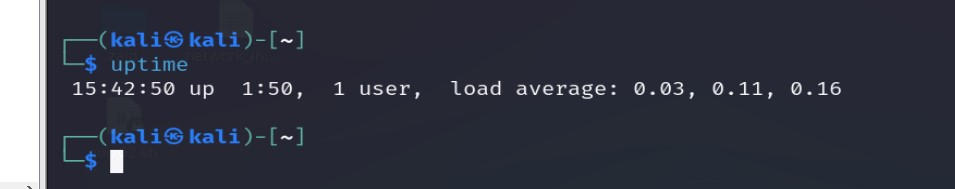 ┌──(kali㉿kali)-[~]
└─$ uptime
 15:42:50 up  1:50,  1 user,  load average: 0.03, 0.11, 0.16
┌──(kali㉿kali)-[~]
└─$